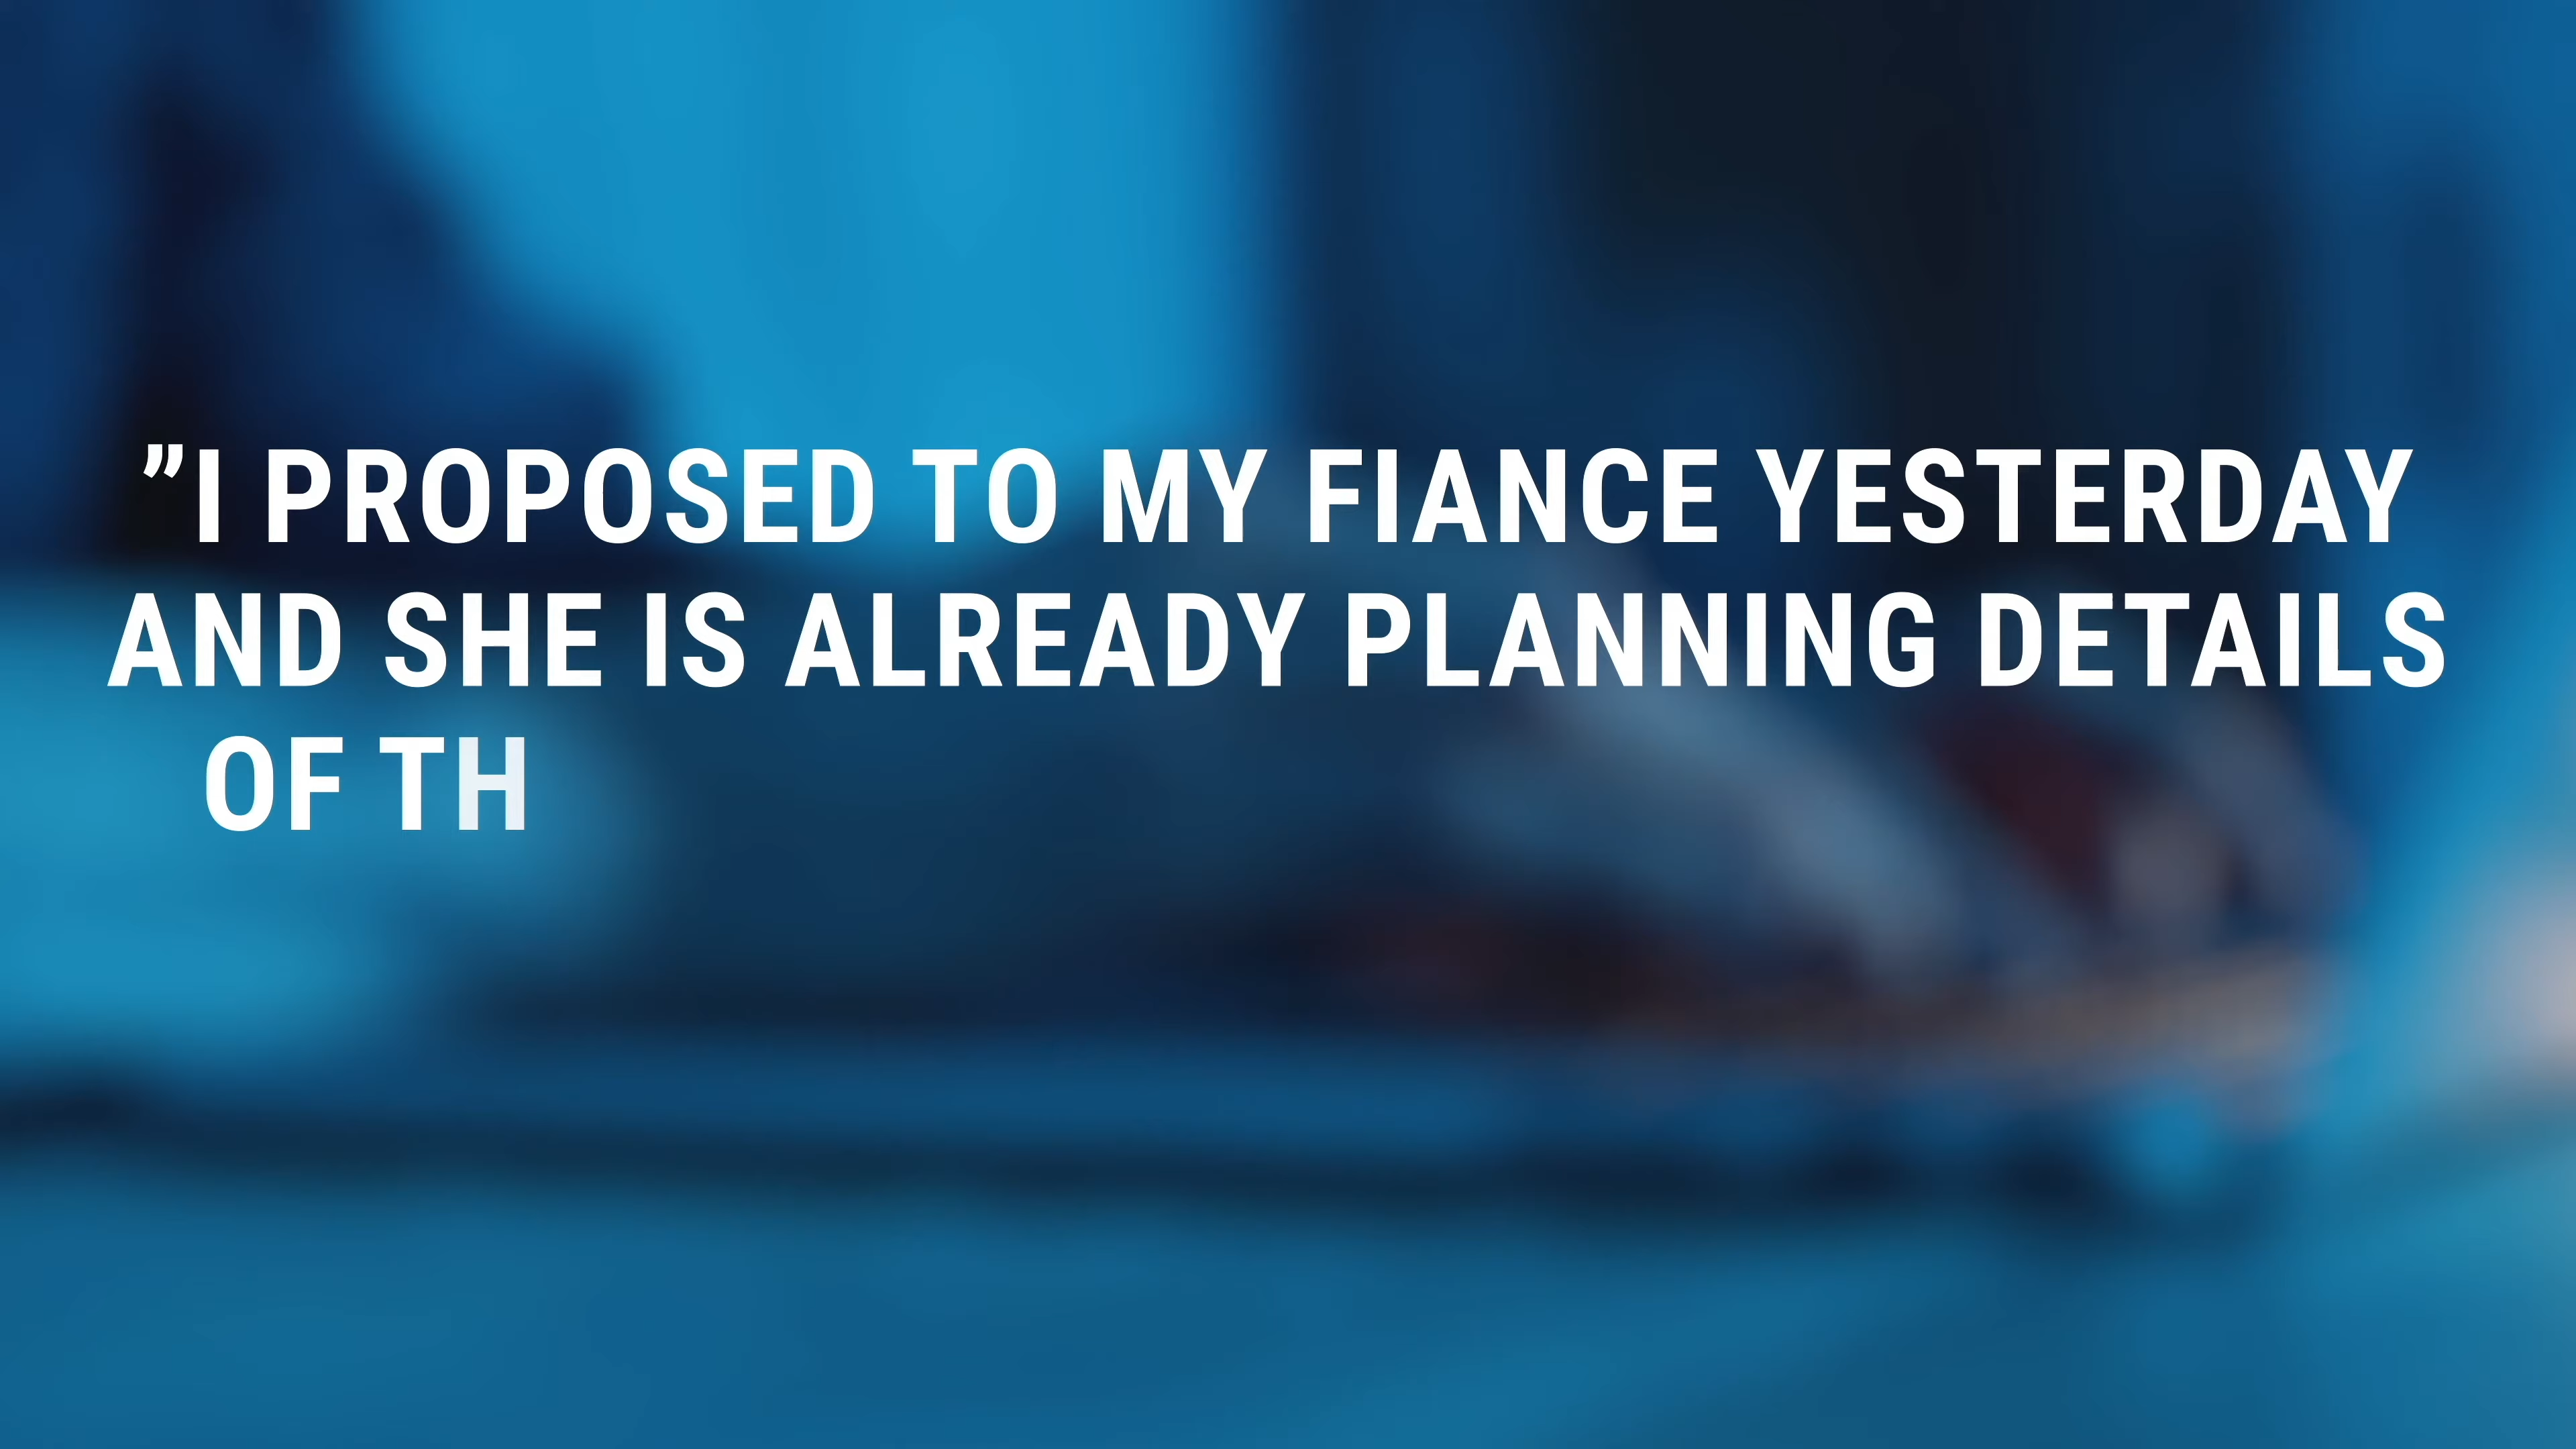 ”I PROPOSED TO MY FIANCE YESTERDAY
AND SHE IS ALREADY PLANNING DETAILS
OF TH